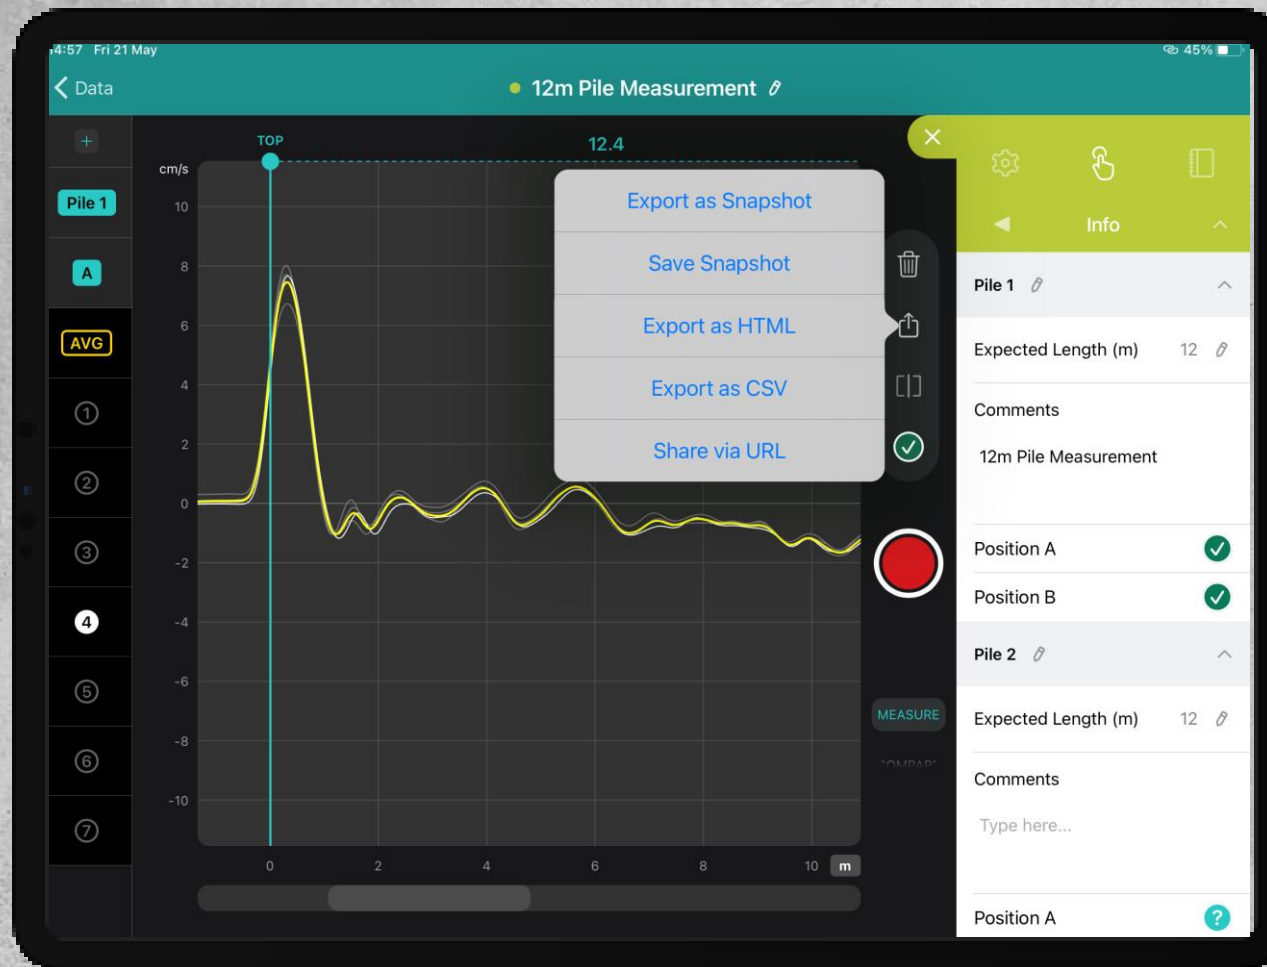 14:57 Fri 21 May
45%
Data
12m Pile Measurement
TOP
12.4
cm/s
10
8
6
4
2
0
-2
-4
-6
-8
-10
0 2 4 6 8 10 m
+
Pile 1
A
AVG
1
2
3
4
5
6
7
Export as Snapshot
Save Snapshot
Export as HTML
Export as CSV
Share via URL
MEASURE
Info
Pile 1
Expected Length (m) 12
Comments
12m Pile Measurement
Position A
Position B
Pile 2
Expected Length (m) 12
Comments
Type here...
Position A ?